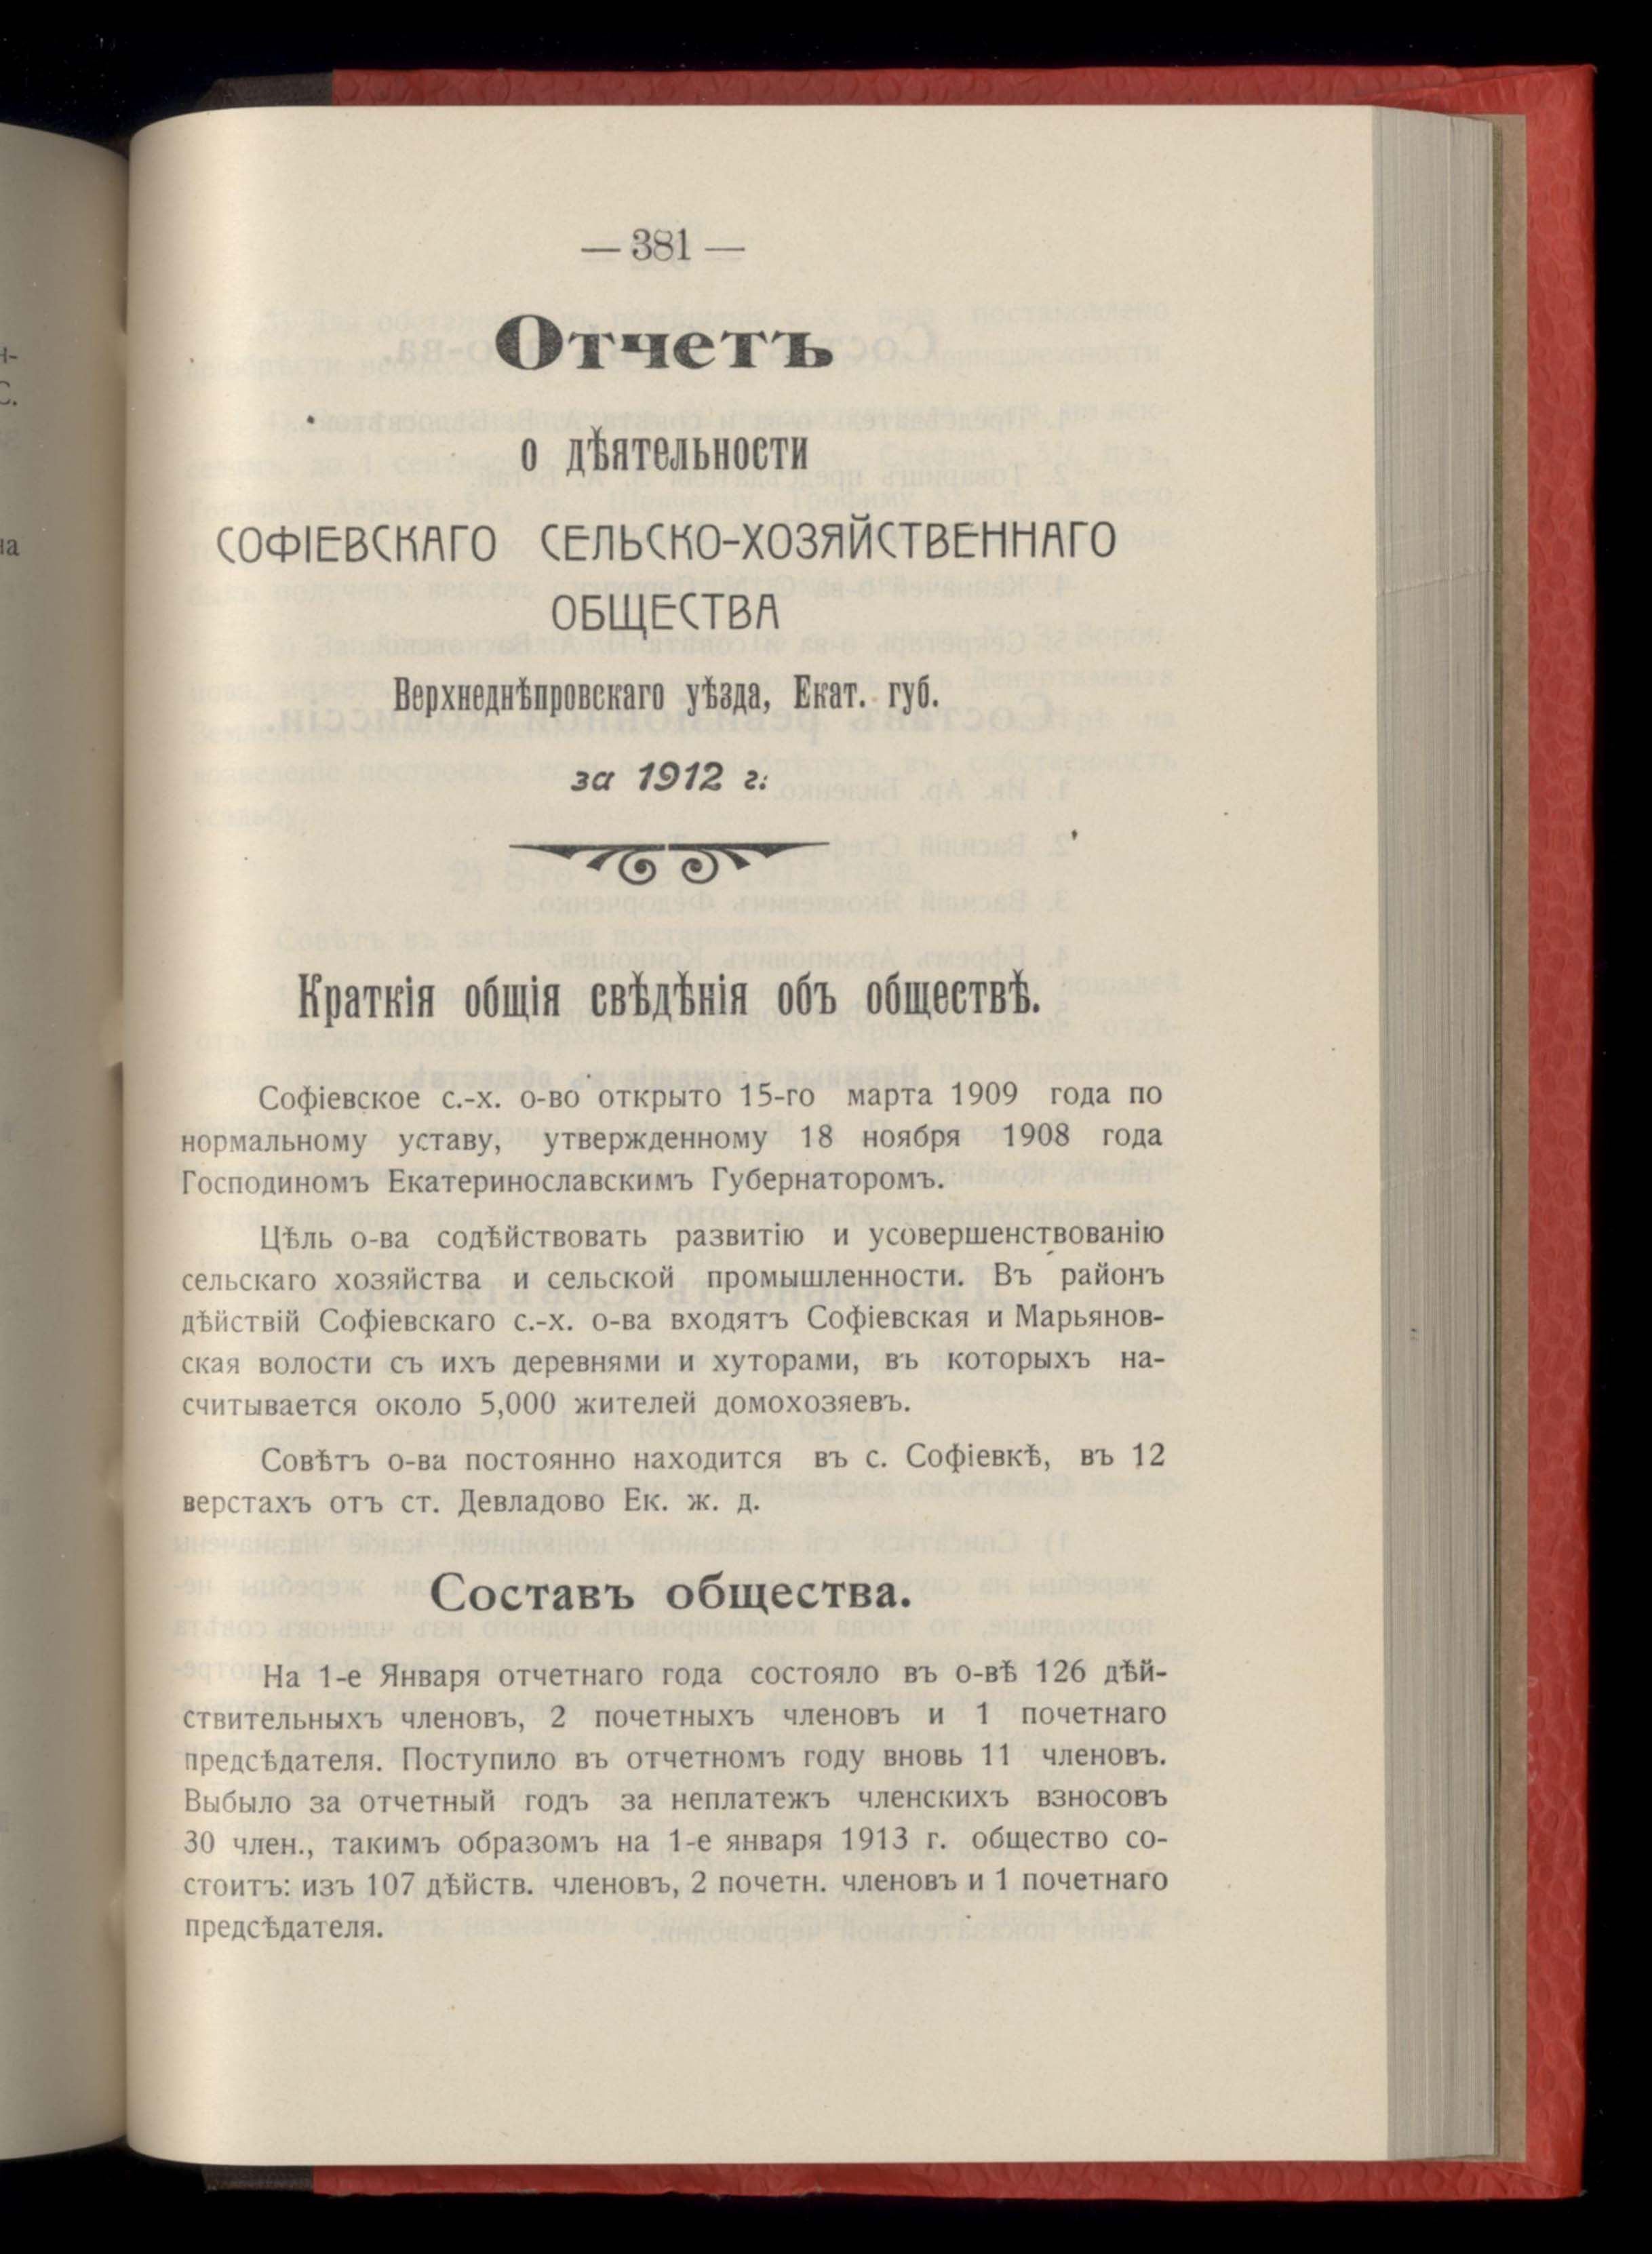 — 381 —
Отчетъ
о дѣятельности
СОФІЕВСКАГО СЕЛЬСКО-ХОЗЯЙСТВЕННАГО
ОБЩЕСТВА
Верхнеднѣпровскаго уѣзда, Екат. губ.
за 1912 г.
Краткія общія свѣдѣнія объ обществѣ.
Софіевское с.-х. о-во открыто 15-го марта 1909 года по
нормальному уставу, утвержденному 18 ноября 1908 года
Господиномъ Екатеринославскимъ Губернаторомъ.
Цѣль о-ва содѣйствовать развитію и усовершенствованію
сельскаго хозяйства и сельской промышленности. Въ районъ
дѣйствій Софіевскаго с.-х. о-ва входятъ Софіевская и Марьянов-
ская волости съ ихъ деревнями и хуторами, въ которыхъ на-
считывается около 5,000 жителей домохозяевъ.
Совѣтъ о-ва постоянно находится въ с. Софіевкѣ, въ 12
верстахъ отъ ст. Девладово Ек. ж. д.
Составъ общества.
На 1-е Января отчетнаго года состояло въ о-вѣ 126 дѣй-
ствительныхъ членовъ, 2 почетныхъ членовъ и 1 почетнаго
предсѣдателя. Поступило въ отчетномъ году вновь 11 членовъ.
Выбыло за отчетный годъ за неплатежъ членскихъ взносовъ
30 член., такимъ образомъ на 1-е января 1913 г. общество со-
стоитъ: изъ 107 дѣйств. членовъ, 2 почетн. членовъ и 1 почетнаго
предсѣдателя.